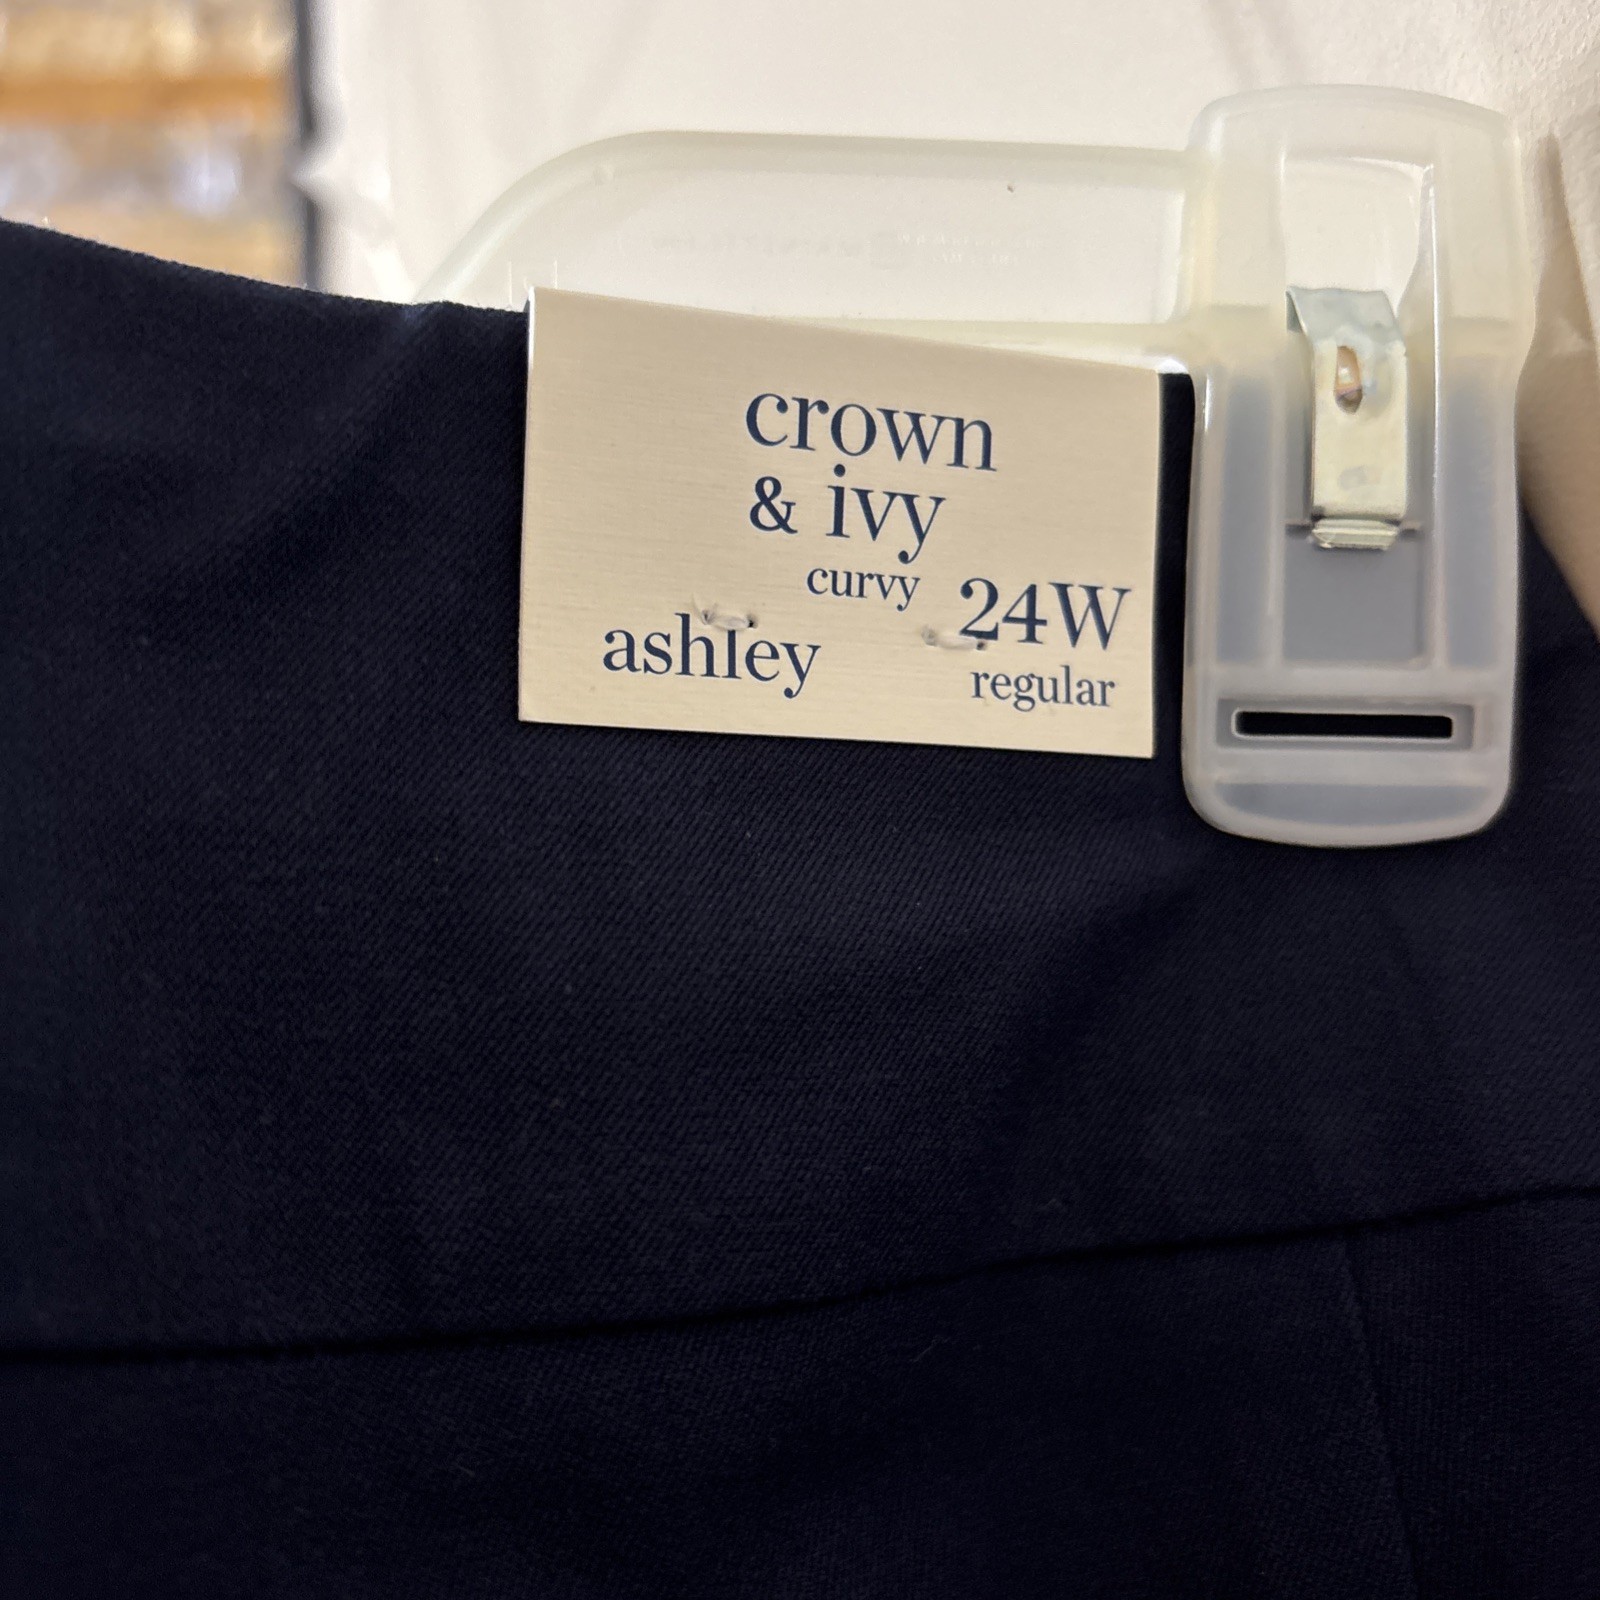 crown
& ivy
curvy
24W
ashley
regular